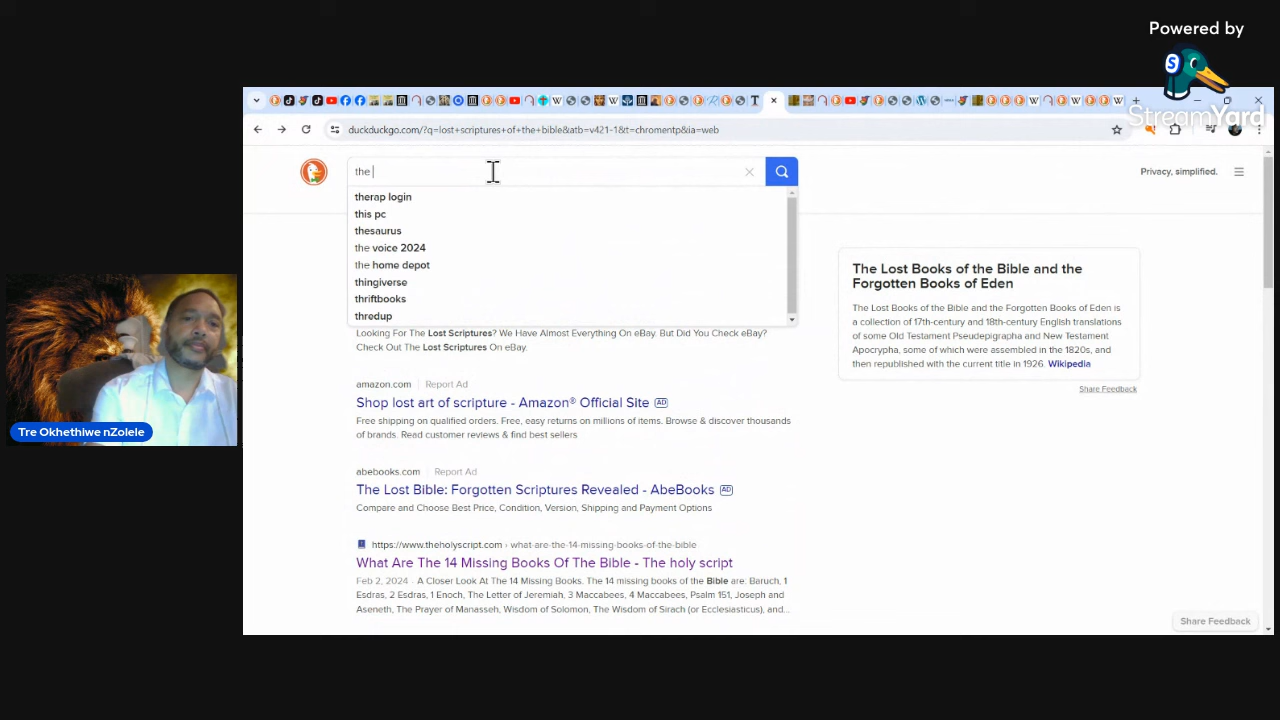 Powered by
StreamYard
duckduckgo.com/?q=lost+scriptures+of+the+bible&atb=v421-1&t=chromentp&ia=web
the
Privacy, simplified.
therap login
this pc
thesaurus
the voice 2024
the home depot
thingiverse
thriftbooks
thredup
Looking For The Lost Scriptures? We Have Almost Everything On eBay. But Did You Check eBay?
Check Out The Lost Scriptures On eBay.
amazon.com Report Ad
Shop lost art of scripture - Amazon® Official Site AD
Free shipping on qualified orders. Free, easy returns on millions of items. Browse & discover thousands
of brands. Read customer reviews & find best sellers
abebooks.com Report Ad
The Lost Bible: Forgotten Scriptures Revealed - AbeBooks AD
Compare and Choose Best Price, Condition, Version, Shipping and Payment Options
https://www.theholyscript.com › what-are-the-14-missing-books-of-the-bible
What Are The 14 Missing Books Of The Bible - The holy script
Feb 2, 2024 · A Closer Look At The 14 Missing Books. The 14 missing books of the Bible are: Baruch, 1
Esdras, 2 Esdras, 1 Enoch, The Letter of Jeremiah, 3 Maccabees, 4 Maccabees, Psalm 151, Joseph and
Aseneth, The Prayer of Manasseh, Wisdom of Solomon, The Wisdom of Sirach (or Ecclesiasticus), and...
The Lost Books of the Bible and the
Forgotten Books of Eden
The Lost Books of the Bible and the Forgotten Books of Eden is
a collection of 17th-century and 18th-century English translations
of some Old Testament Pseudepigrapha and New Testament
Apocrypha, some of which were assembled in the 1820s, and
then republished with the current title in 1926. Wikipedia
Share Feedback
Share Feedback
Tre Okhethiwe nZolele